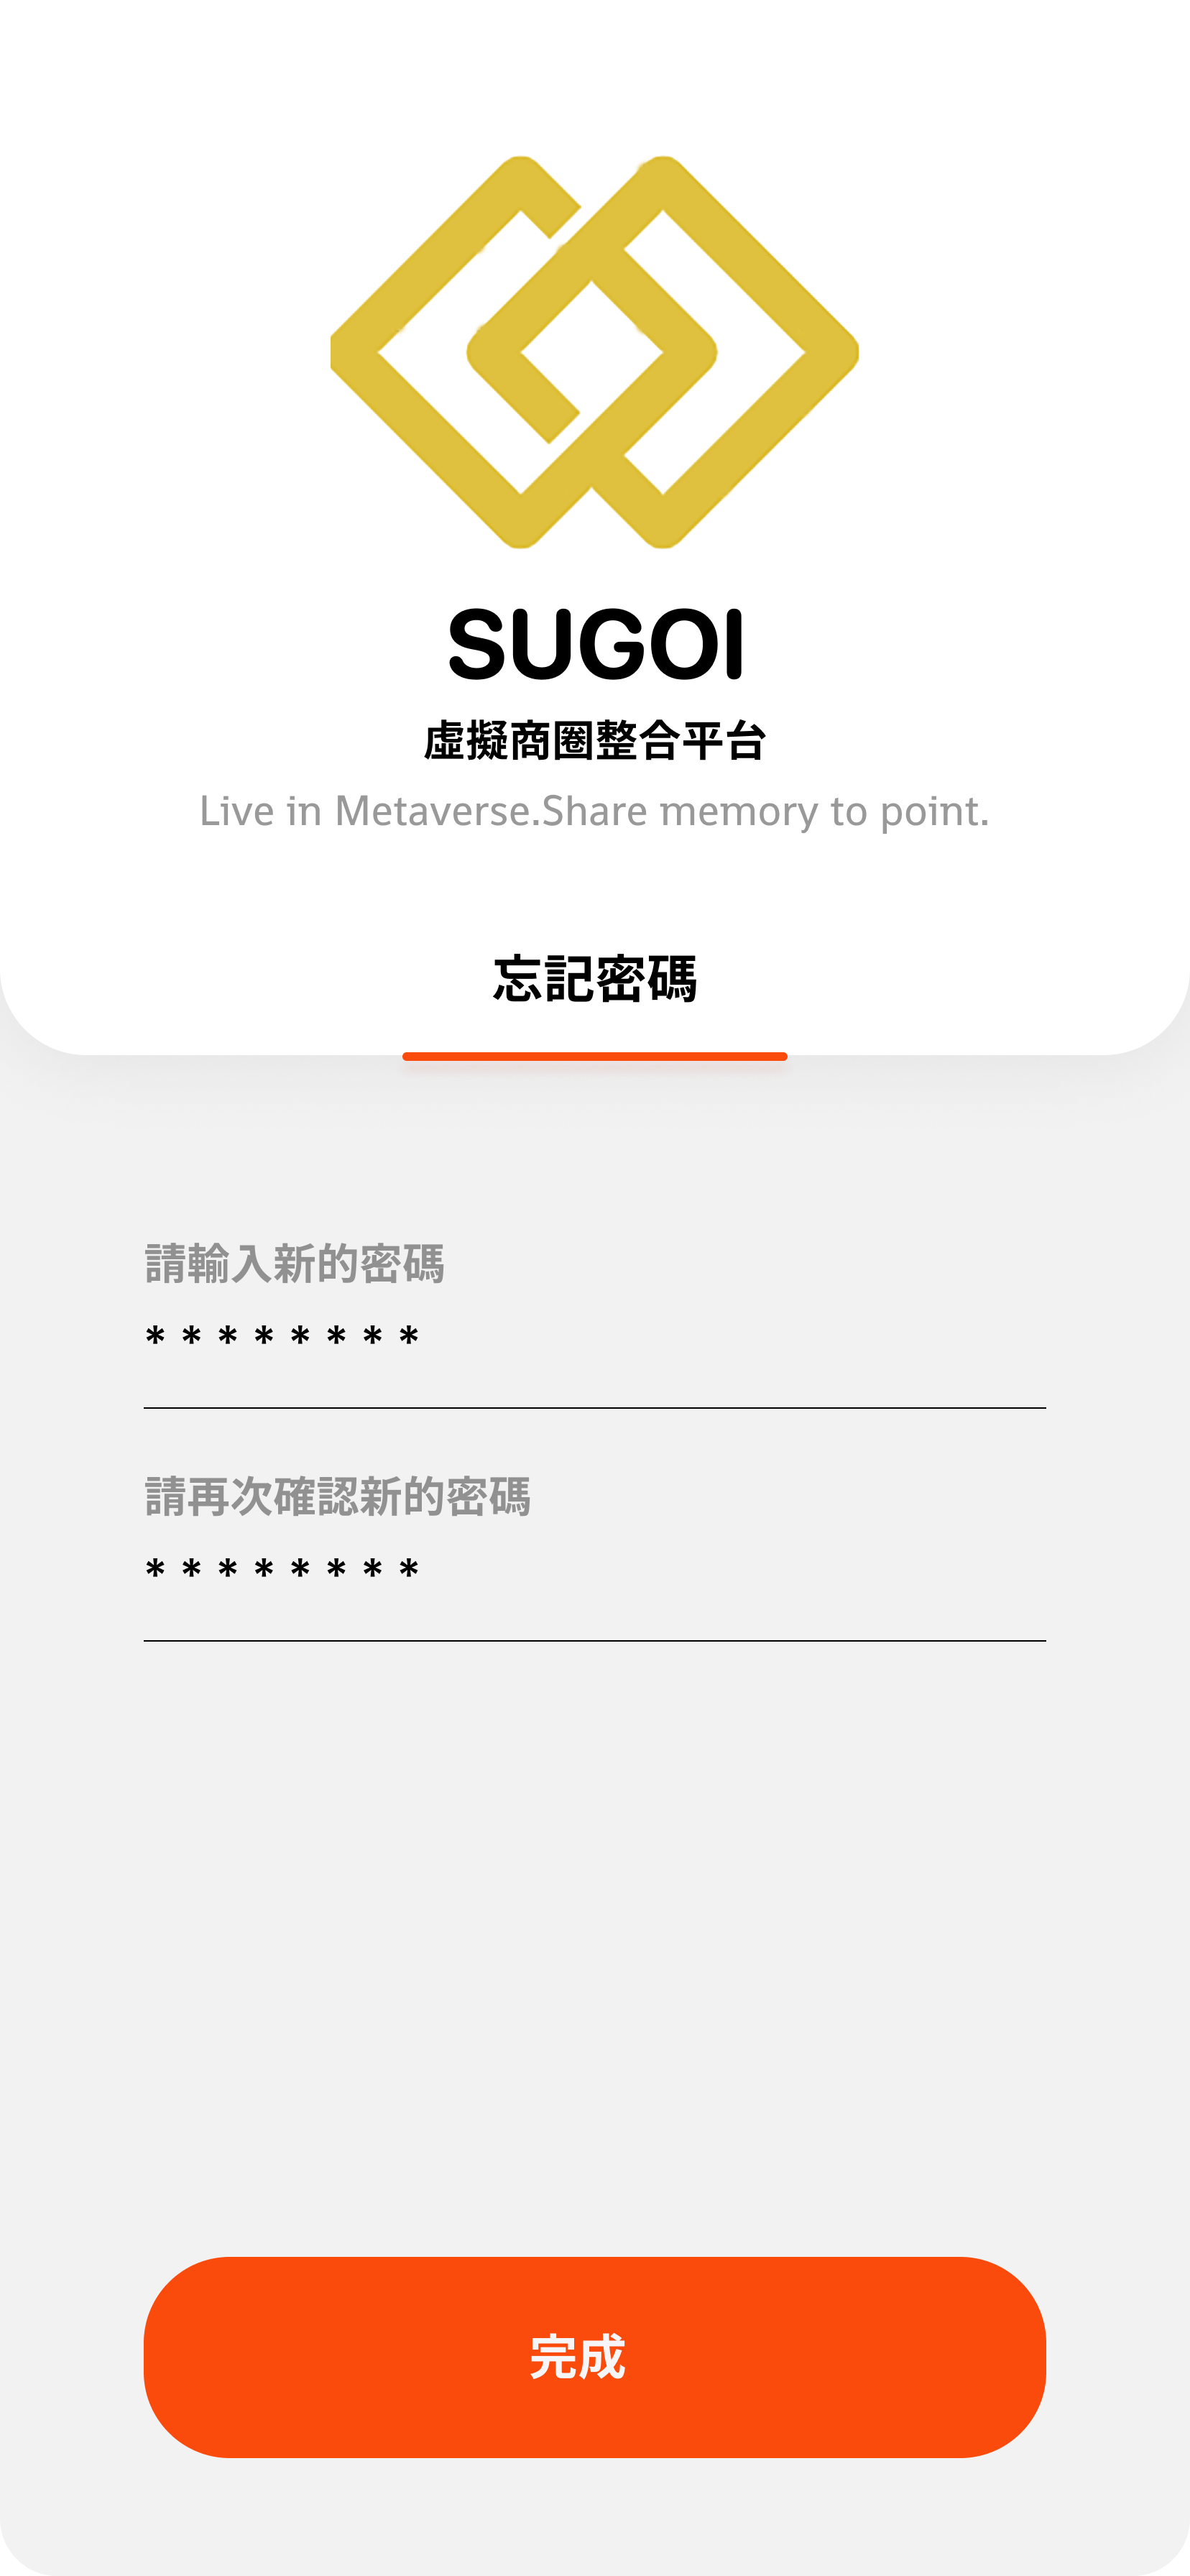 SUGOI
虛擬商圈整合平台
Live in Metaverse.Share memory to point.
忘記密碼
請輸入新的密碼
* * * * * * * *
請再次確認新的密碼
* * * * * * * *
完成